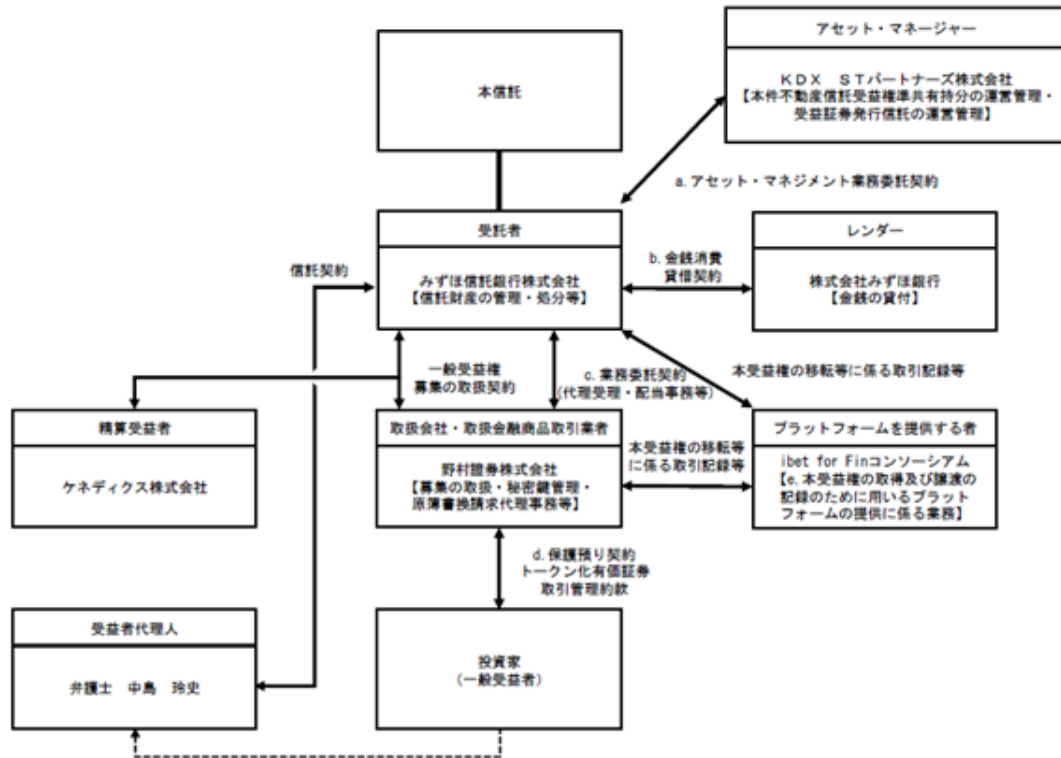 アセット・マネージャー
KDX STパートナーズ株式会社
【本件不動産信託受益権準共有持分の運営管理・
受益証券発行信託の運営管理】
本信託
a.アセット・マネジメント業務委託契約
受託者
みずほ信託銀行株式会社
【信託財産の管理・処分等】
信託契約
b.金銭消費
貸借契約
レンダー
株式会社みずほ銀行
【金銭の貸付】
一般受益権
募集の取扱契約
c.業務委託契約
(代理受理・配当事務等)
本受益権の移転等に係る取引記録等
精算受益者
ケネディクス株式会社
取扱会社・取扱金融商品取引業者
野村證券株式会社
【募集の取扱・秘密鍵管理・
原簿書換請求代理事務等】
本受益権の移転等
に係る取引記録等
プラットフォームを提供する者
ibet for Finコンソーシアム
【e.本受益権の取得及び譲渡の
記録のために用いるプラット
フォームの提供に係る業務】
d.保護預り契約
トークン化有価証券
取引管理約款
受益者代理人
弁護士 中島 玲史
投資家
(一般受益者)